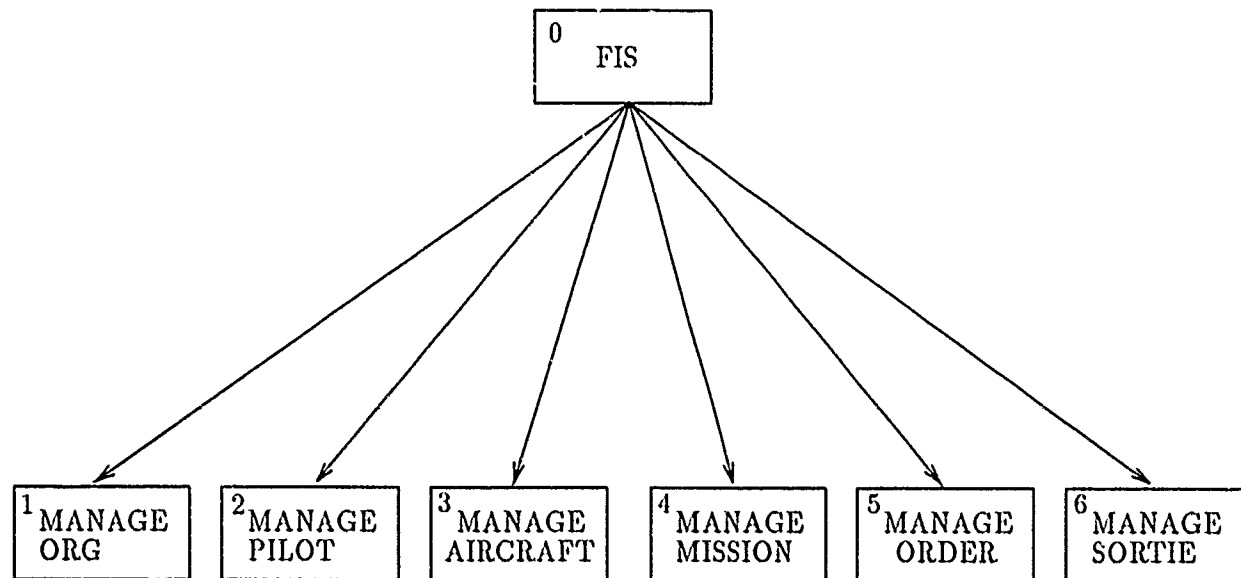 0
FIS
1
MANAGE
ORG
2
MANAGE
PILOT
3
MANAGE
AIRCRAFT
4
MANAGE
MISSION
5
MANAGE
ORDER
6
MANAGE
SORTIE